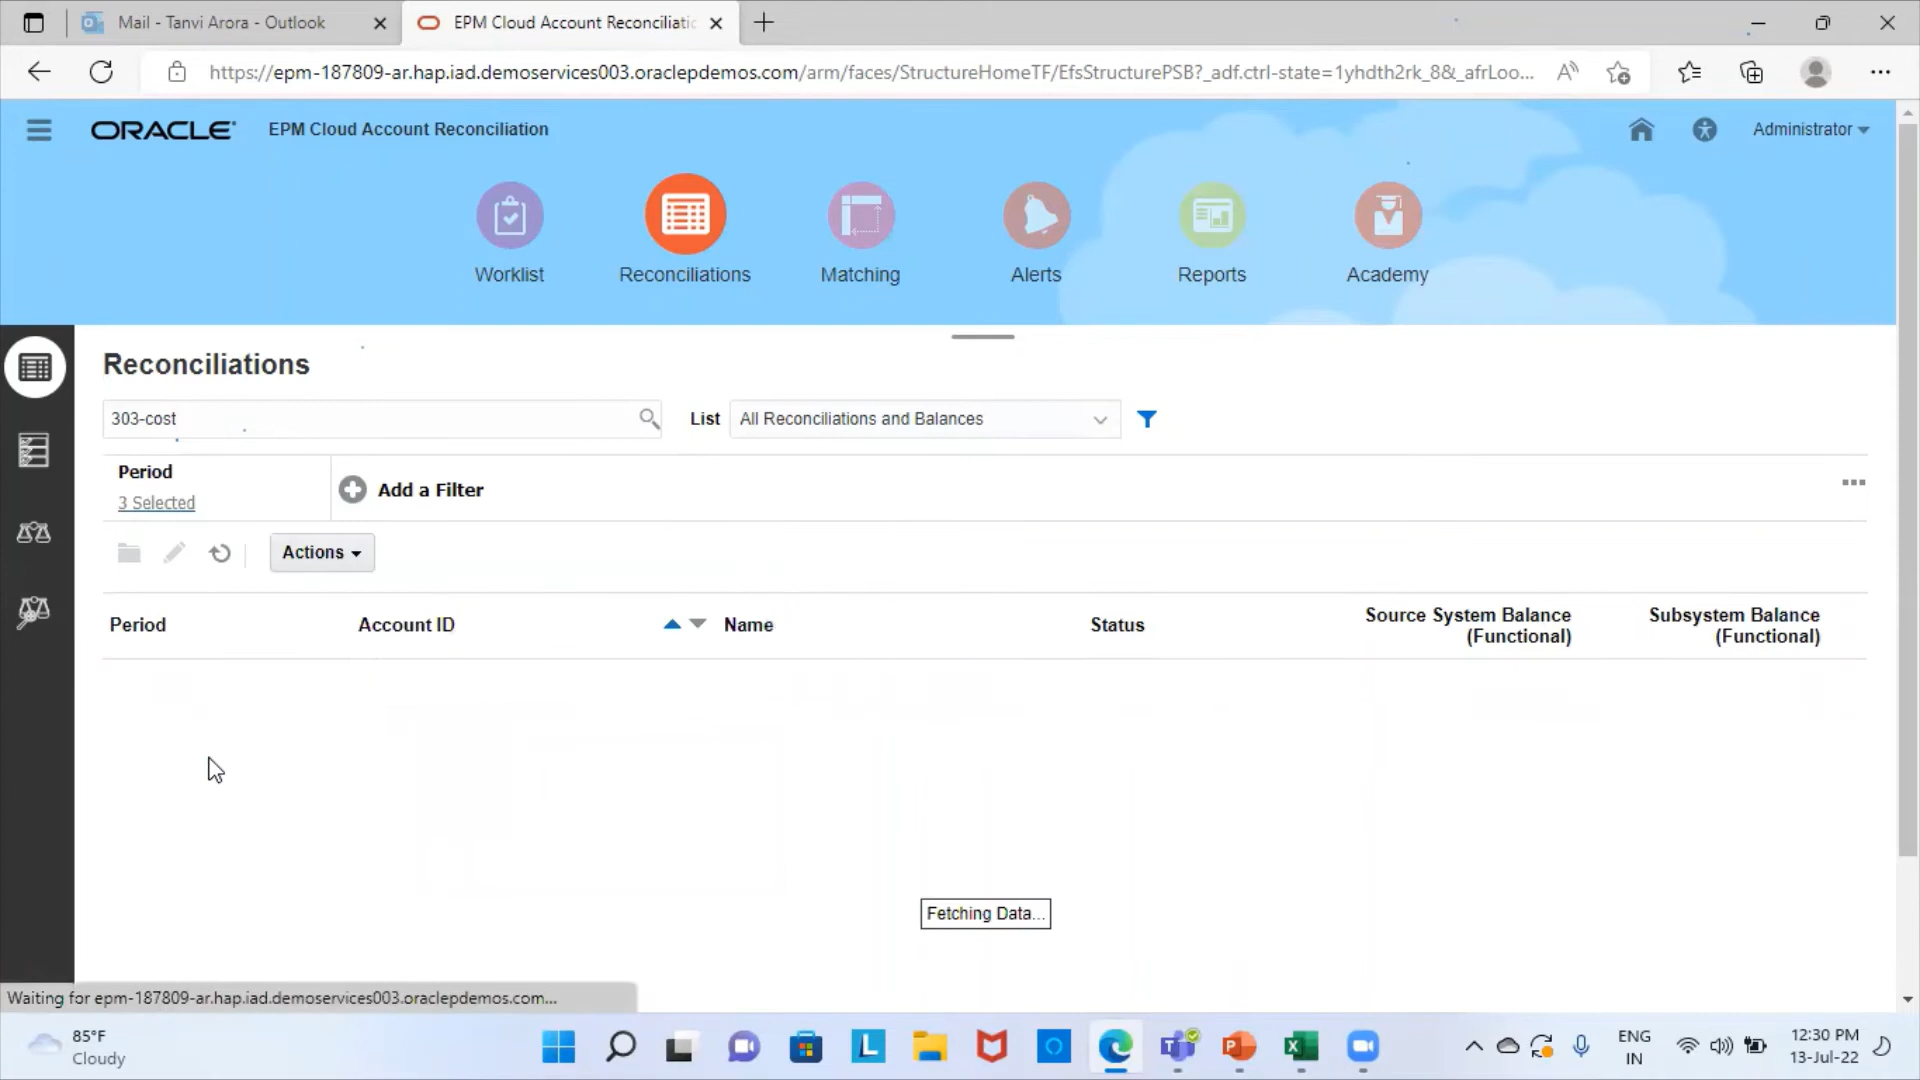 Mail - Tanvi Arora - Outlook
EPM Cloud Account Reconciliatic
https://epm-187809-ar.hap.iad.demoservices003.oraclepdemos.com/arm/faces/StructureHomeTF/EfsStructurePSB?_adf.ctrl-state=1yhdth2rk_8&_afrLoo...
ORACLE EPM Cloud Account Reconciliation
Administrator
Worklist Reconciliations Matching Alerts Reports Academy
Reconciliations
303-cost List All Reconciliations and Balances
Period
3 Selected
Add a Filter
Actions
Period Account ID Name Status Source System Balance (Functional) Subsystem Balance (Functional)
Fetching Data...
Waiting for epm-187809-ar.hap.iad.demoservices003.oraclepdemos.com...
85°F
Cloudy
ENG
IN
12:30 PM
13-Jul-22